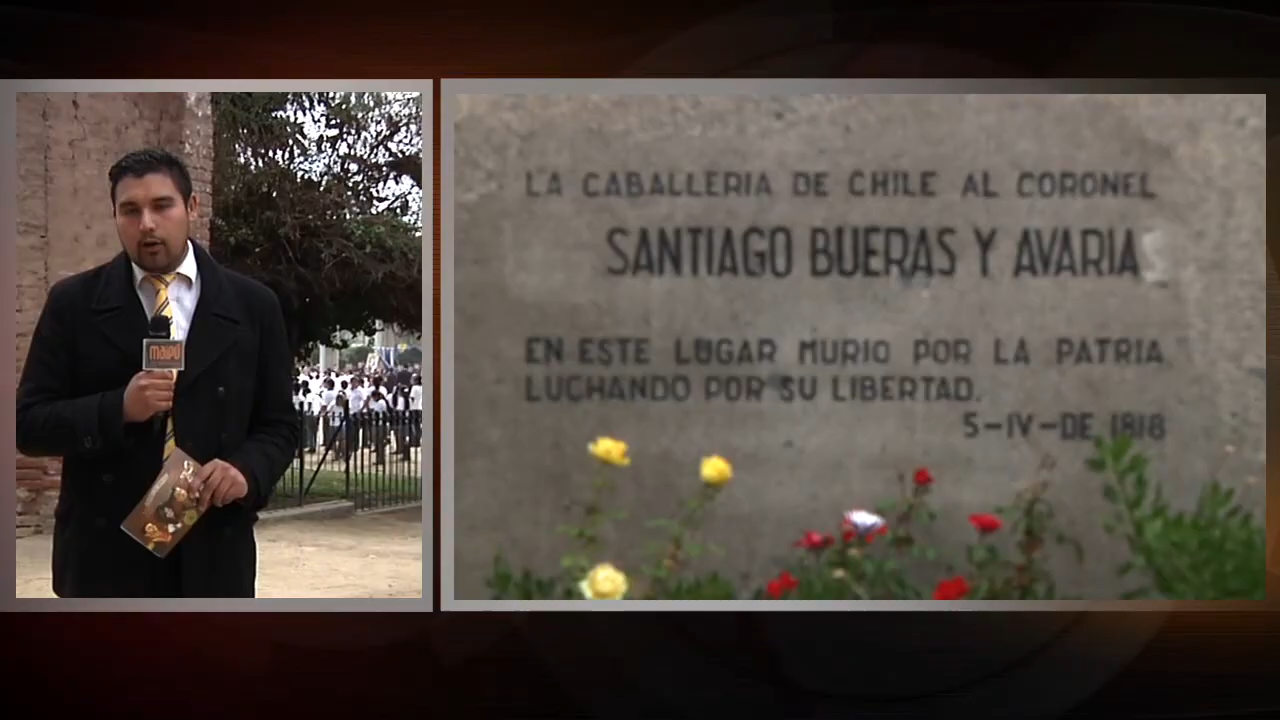 maipú
LA CABALLERIA DE CHILE AL CORONEL
SANTIAGO BUERAS Y AVARIA
EN ESTE LUGAR MURIO POR LA PATRIA
LUCHANDO POR SU LIBERTAD.
5-IV-DE 1818